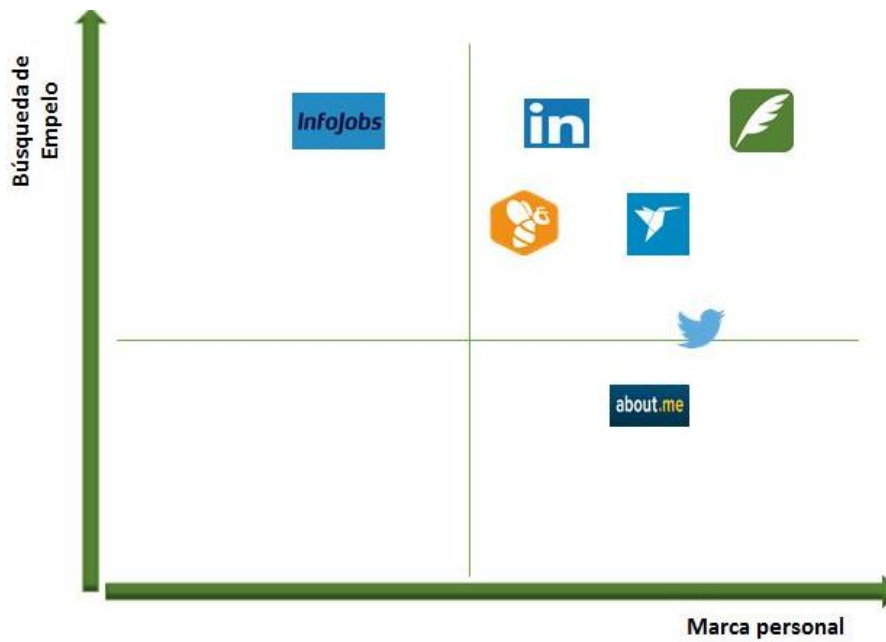 Búsqueda de
Empelo
InfoJobs
in
about.me
Marca personal